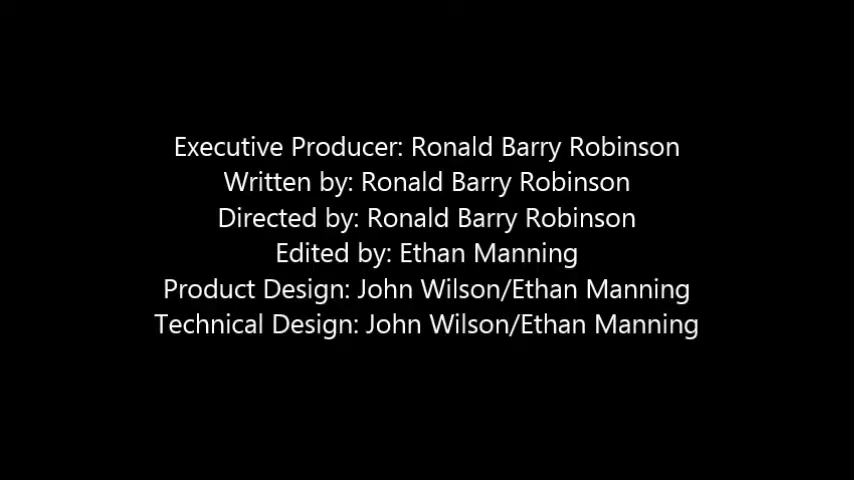 Executive Producer: Ronald Barry Robinson
Written by: Ronald Barry Robinson
Directed by: Ronald Barry Robinson
Edited by: Ethan Manning
Product Design: John Wilson/Ethan Manning
Technical Design: John Wilson/Ethan Manning